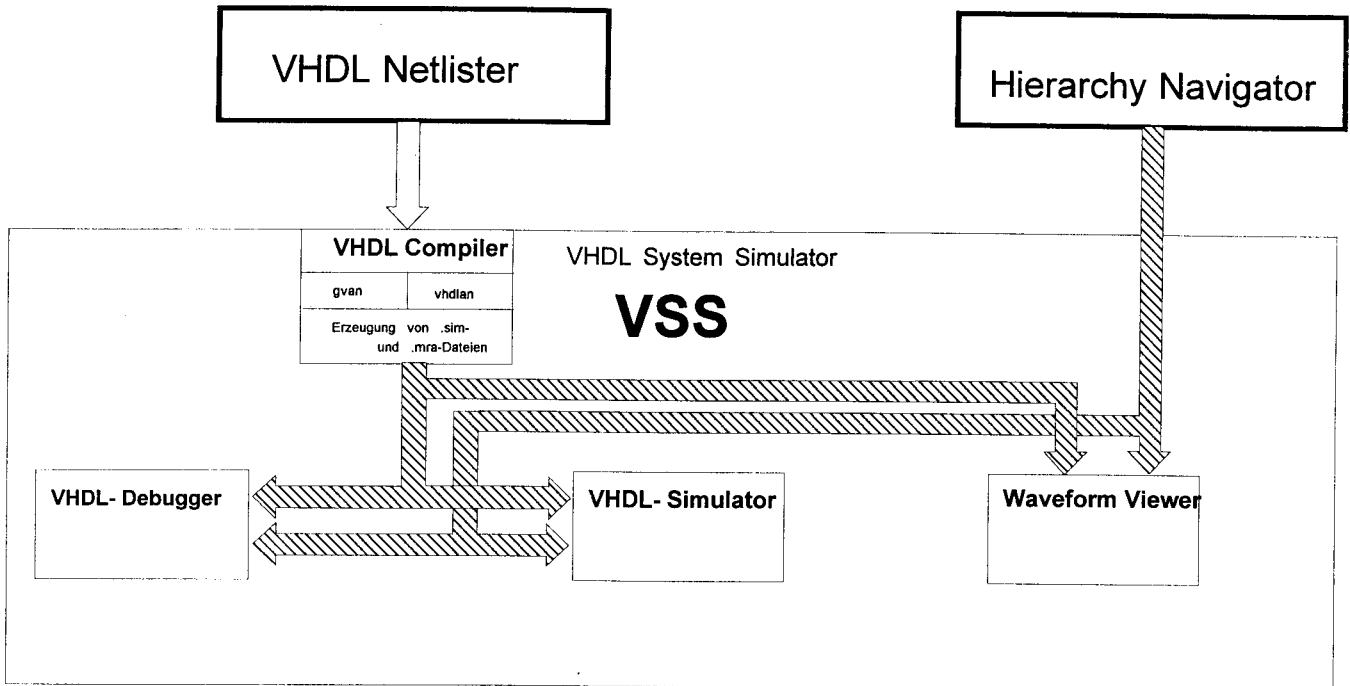 VHDL Netlister
Hierarchy Navigator
VHDL Compiler
VHDL System Simulator
gvan
vhdlan
VSS
Erzeugung von .sim-
und .mra-Dateien
VHDL- Debugger
VHDL- Simulator
Waveform Viewer